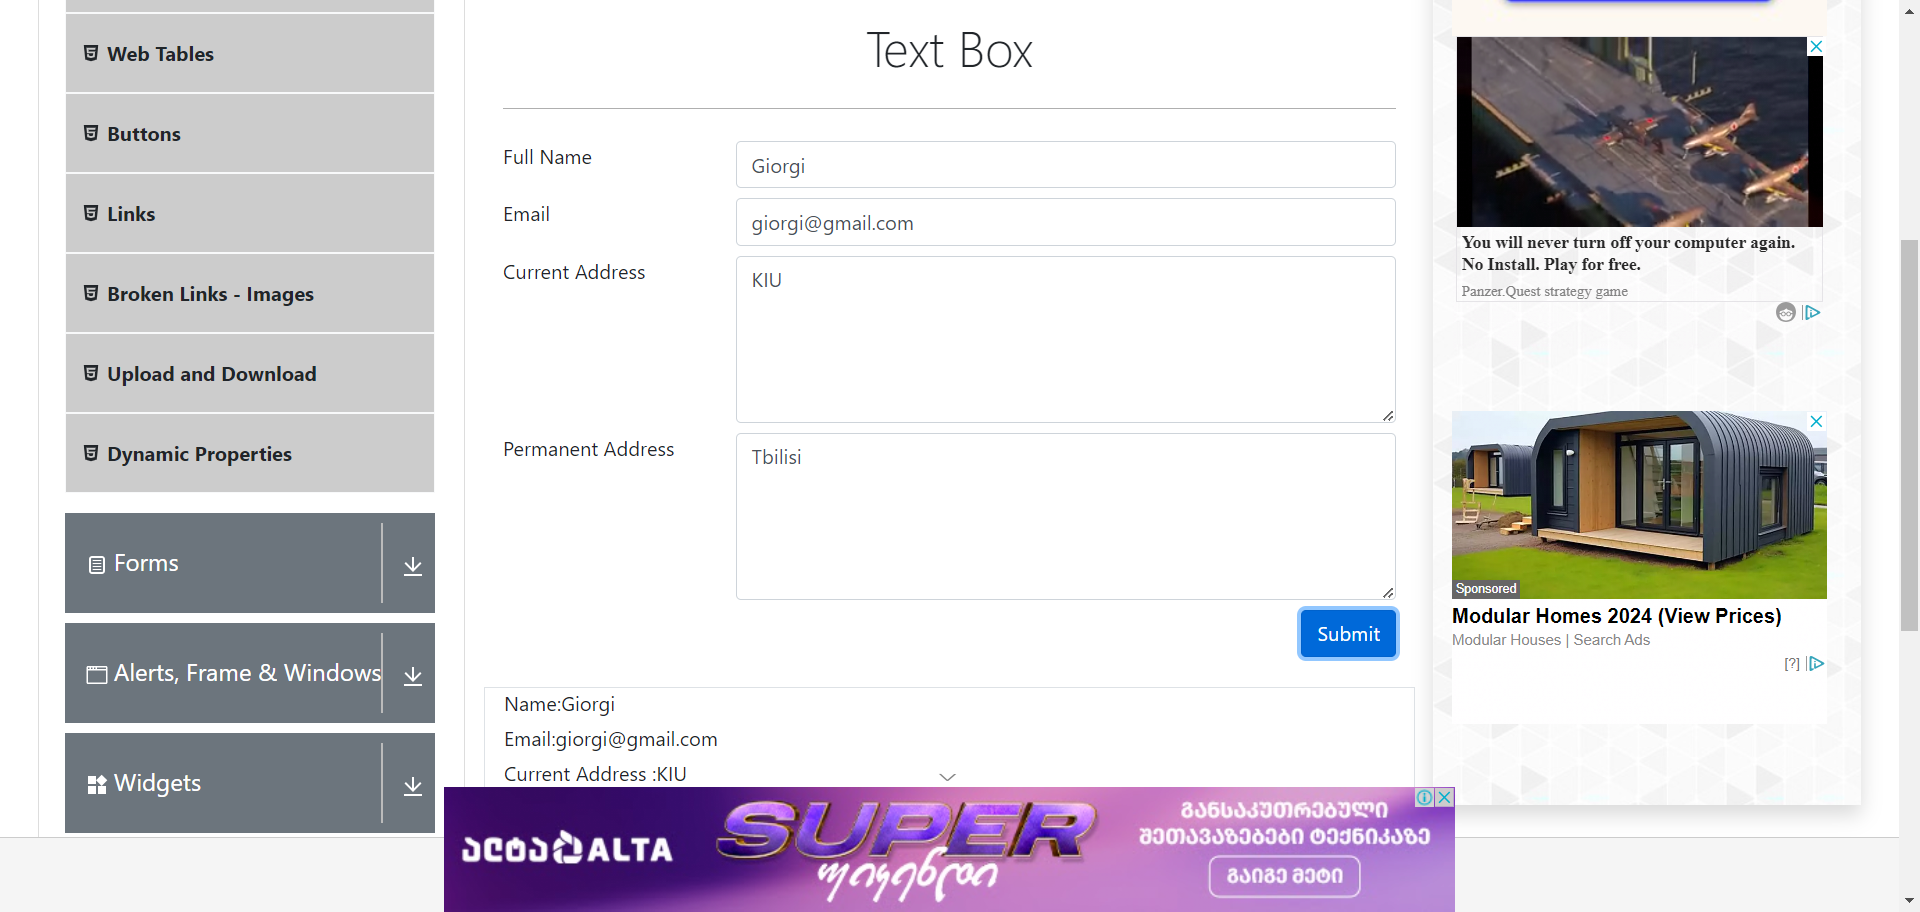 Web Tables
Buttons
Links
Broken Links - Images
Upload and Download
Dynamic Properties
Forms
Alerts, Frame & Windows
Widgets
Text Box
Full Name
Giorgi
Email
giorgi@gmail.com
Current Address
KIU
Permanent Address
Tbilisi
Submit
Name:Giorgi
Email:giorgi@gmail.com
Current Address :KIU
You will never turn off your computer again.
No Install. Play for free.
Panzer.Quest strategy game
Sponsored
Modular Homes 2024 (View Prices)
Modular Houses | Search Ads
[?]
ალტა ALTA
SUPER
ფიყენდი
განსაკუთრებული
შეთავაზებები ტექნიკაზე
გაიგე მეტი